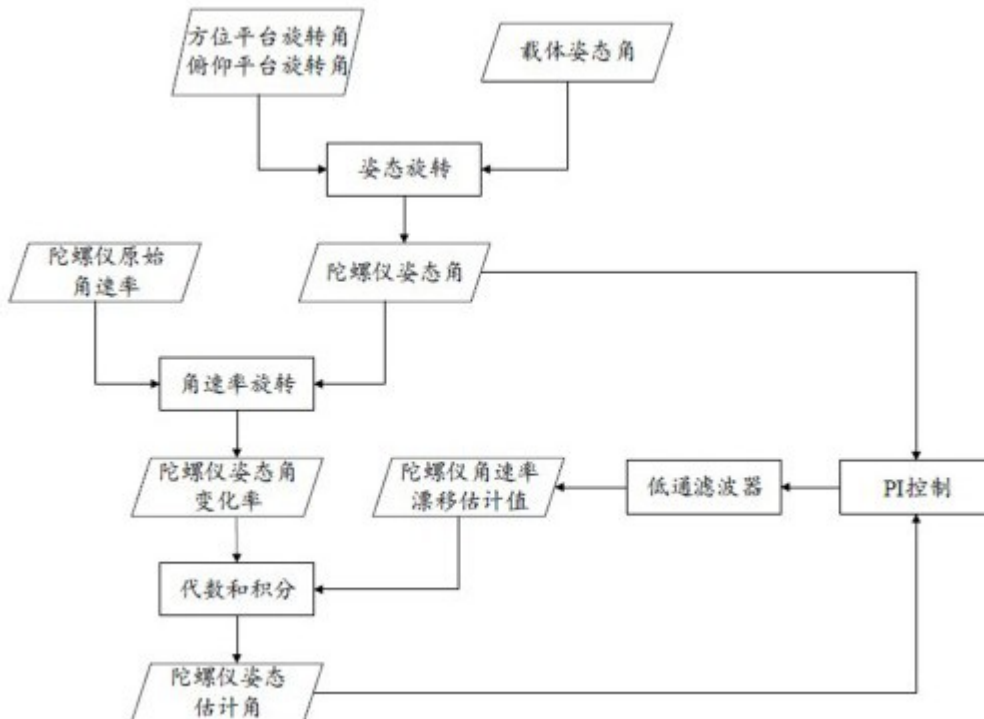 方位平台旋转角
俯仰平台旋转角
载体姿态角
姿态旋转
陀螺仪原始
角速率
陀螺仪姿态角
角速率旋转
陀螺仪姿态角
变化率
陀螺仪角速率
漂移估计值
低通滤波器
PI控制
代数和积分
陀螺仪姿态
估计角